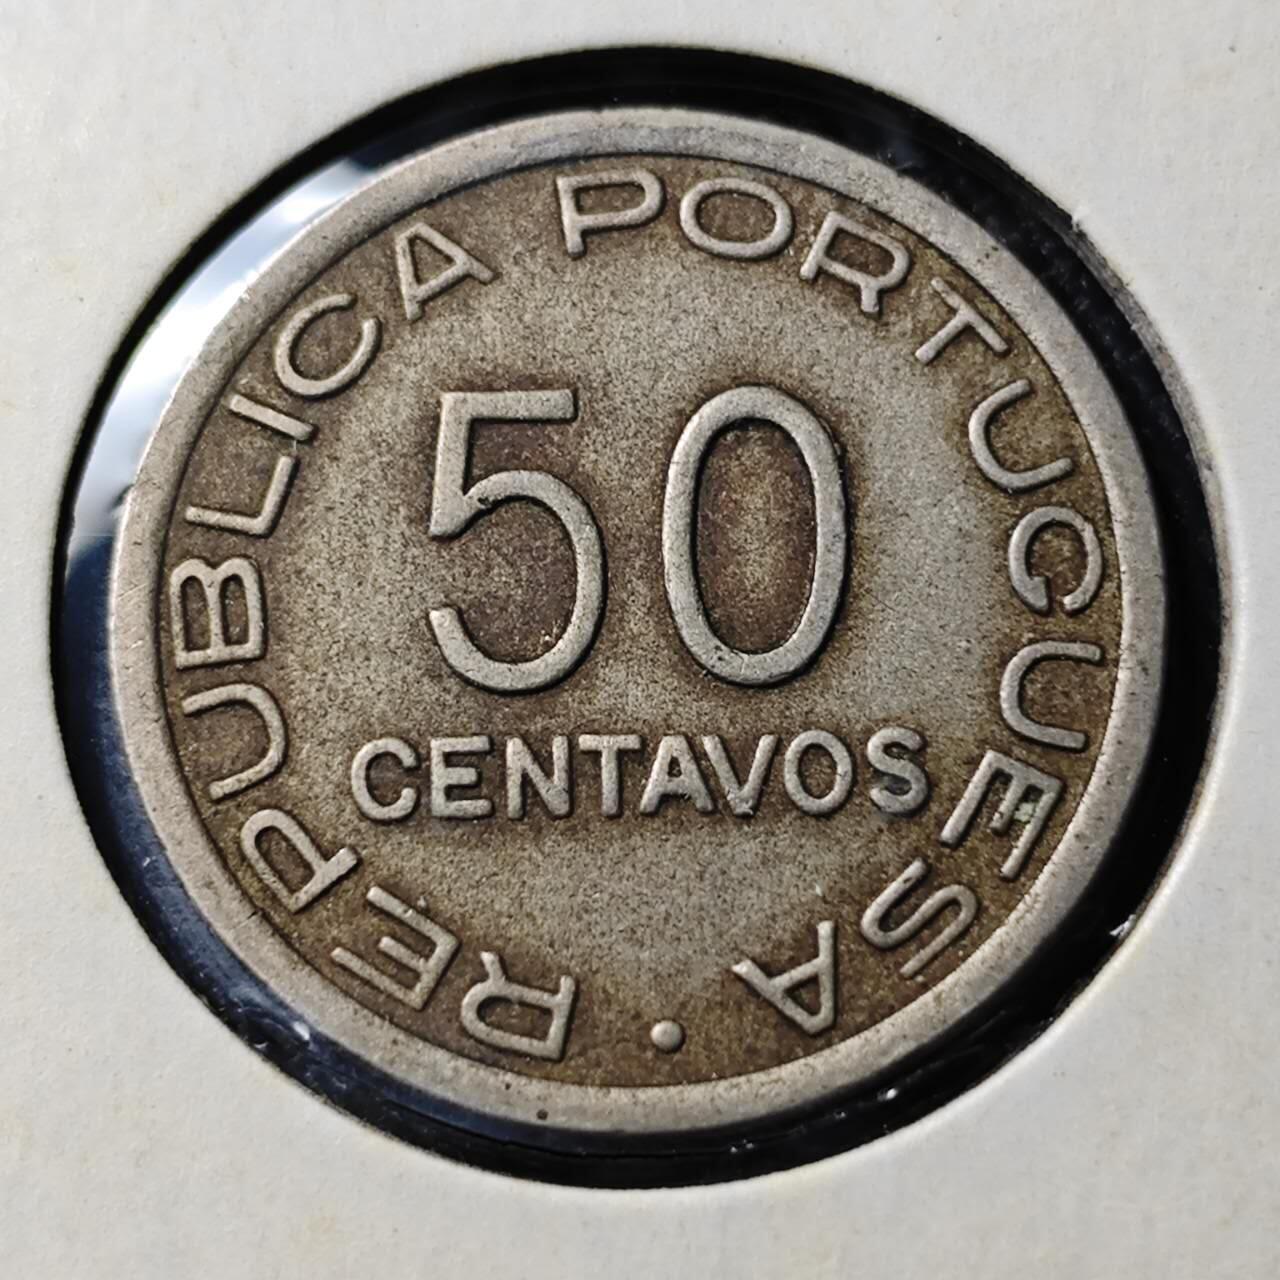 REPUBLICA PORTUGUESA •
50
CENTAVOS